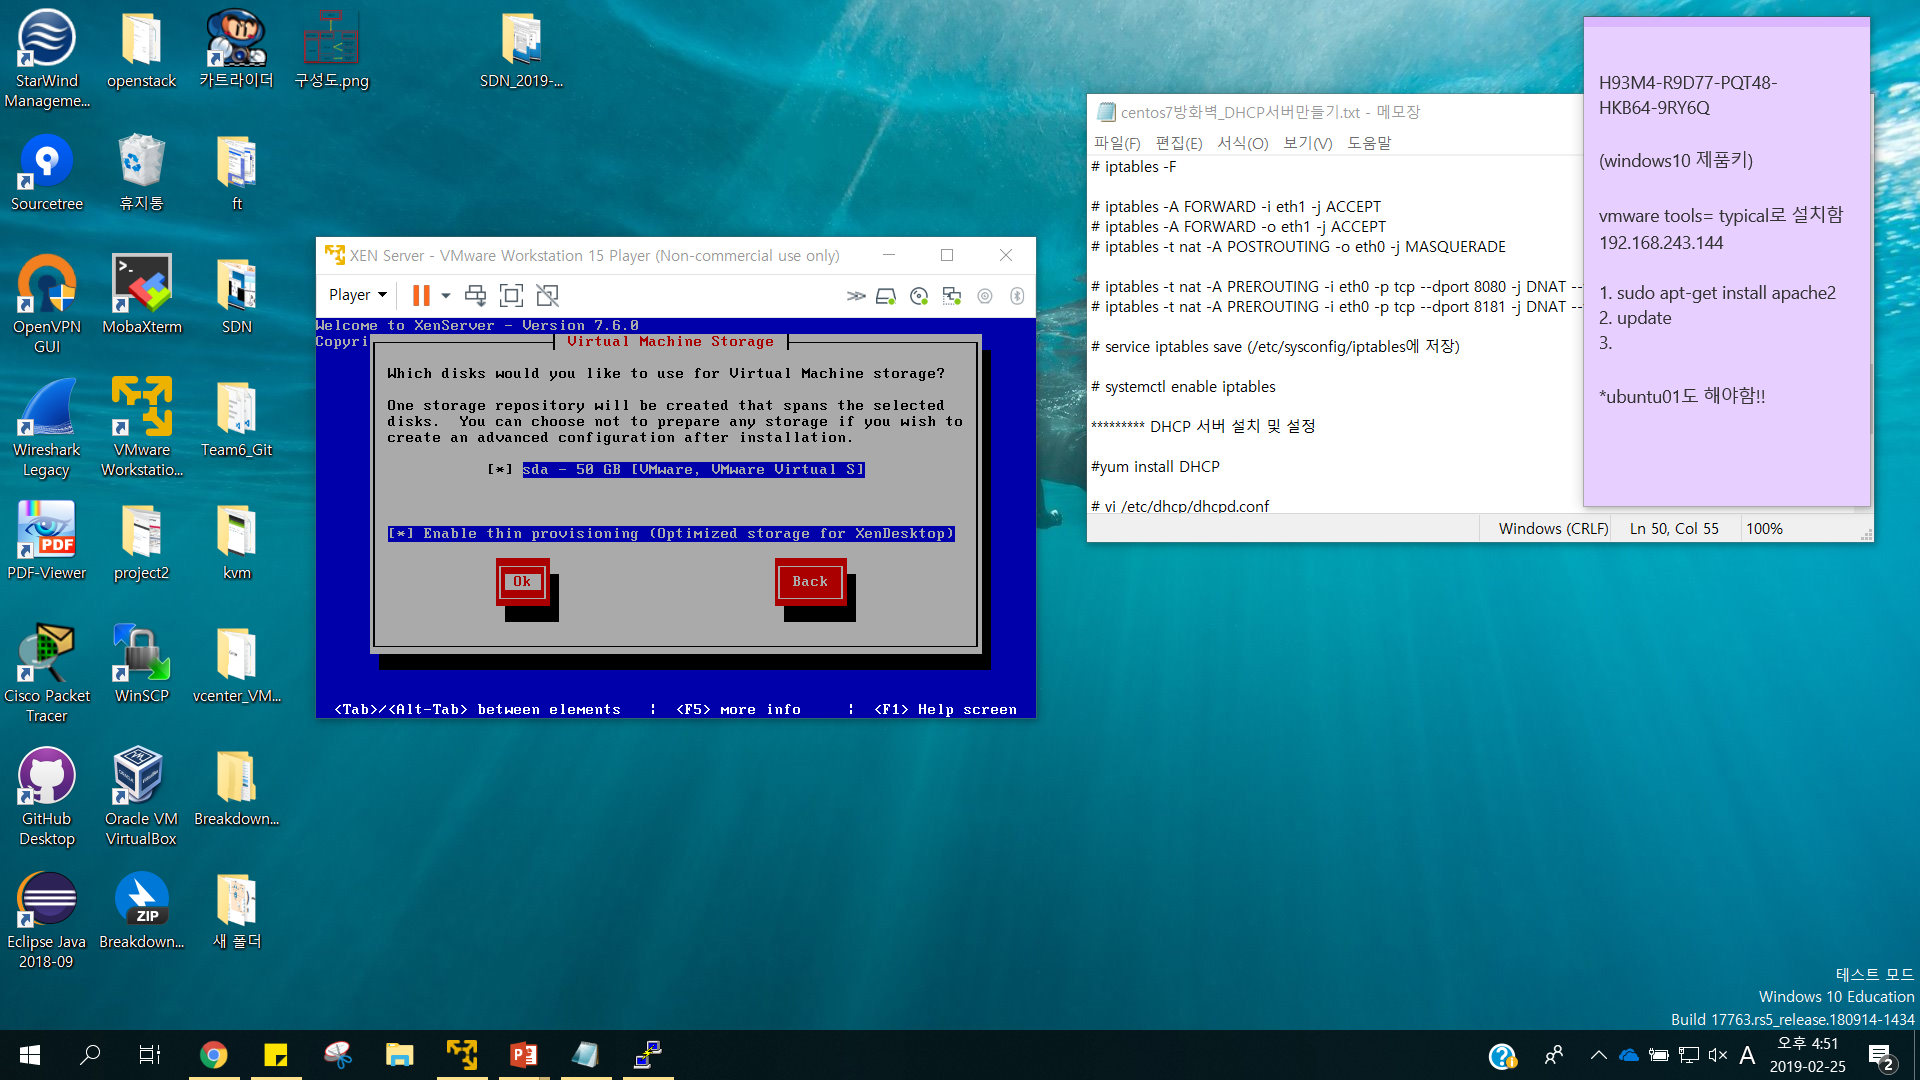 StarWind
Manageme...
openstack
카트라이더
구성도.png
SDN_2019-...
Sourcetree
휴지통
ft
OpenVPN
GUI
MobaXterm
SDN
Wireshark
Legacy
VMware
Workstatio...
Team6_Git
PDF
PDF-Viewer
project2
kvm
Cisco Packet
Tracer
WinSCP
vcenter_VM...
GitHub
Desktop
Oracle VM
VirtualBox
Breakdown...
Eclipse Java
2018-09
ZIP
Breakdown...
새 폴더
XEN Server - VMware Workstation 15 Player (Non-commercial use only)
Player
Welcome to XenServer - Version 7.6.0
Copyri
Virtual Machine Storage
Which disks would you like to use for Virtual Machine storage?
One storage repository will be created that spans the selected
disks.  You can choose not to prepare any storage if you wish to
create an advanced configuration after installation.
[*] sda - 50 GB [VMware, VMware Virtual S]
[*] Enable thin provisioning (Optimized storage for XenDesktop)
Ok
Back
<Tab>/<Alt-Tab> between elements   |  <F5> more info     |  <F1> Help screen
centos7방화벽_DHCP서버만들기.txt - 메모장
파일(F) 편집(E) 서식(O) 보기(V) 도움말
# iptables -F
# iptables -A FORWARD -i eth1 -j ACCEPT
# iptables -A FORWARD -o eth1 -j ACCEPT
# iptables -t nat -A POSTROUTING -o eth0 -j MASQUERADE
# iptables -t nat -A PREROUTING -i eth0 -p tcp --dport 8080 -j DNAT --
# iptables -t nat -A PREROUTING -i eth0 -p tcp --dport 8181 -j DNAT --
# service iptables save (/etc/sysconfig/iptables에 저장)
# systemctl enable iptables
********* DHCP 서버 설치 및 설정
#yum install DHCP
# vi /etc/dhcp/dhcpd.conf
Windows (CRLF)
Ln 50, Col 55
100%
H93M4-R9D77-PQT48-
HKB64-9RY6Q
(windows10 제품키)
vmware tools= typical로 설치함
192.168.243.144
1. sudo apt-get install apache2
2. update
3.
*ubuntu01도 해야함!!
테스트 모드
Windows 10 Education
Build 17763.rs5_release.180914-1434
A
오후 4:51
2019-02-25
2